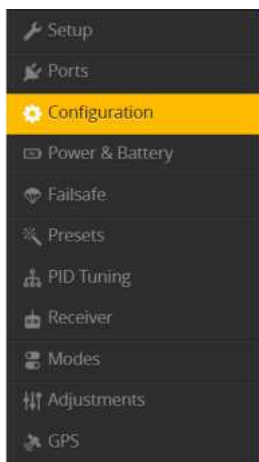 Setup
Ports
Configuration
Power & Battery
Failsafe
Presets
PID Tuning
Receiver
Modes
Adjustments
GPS